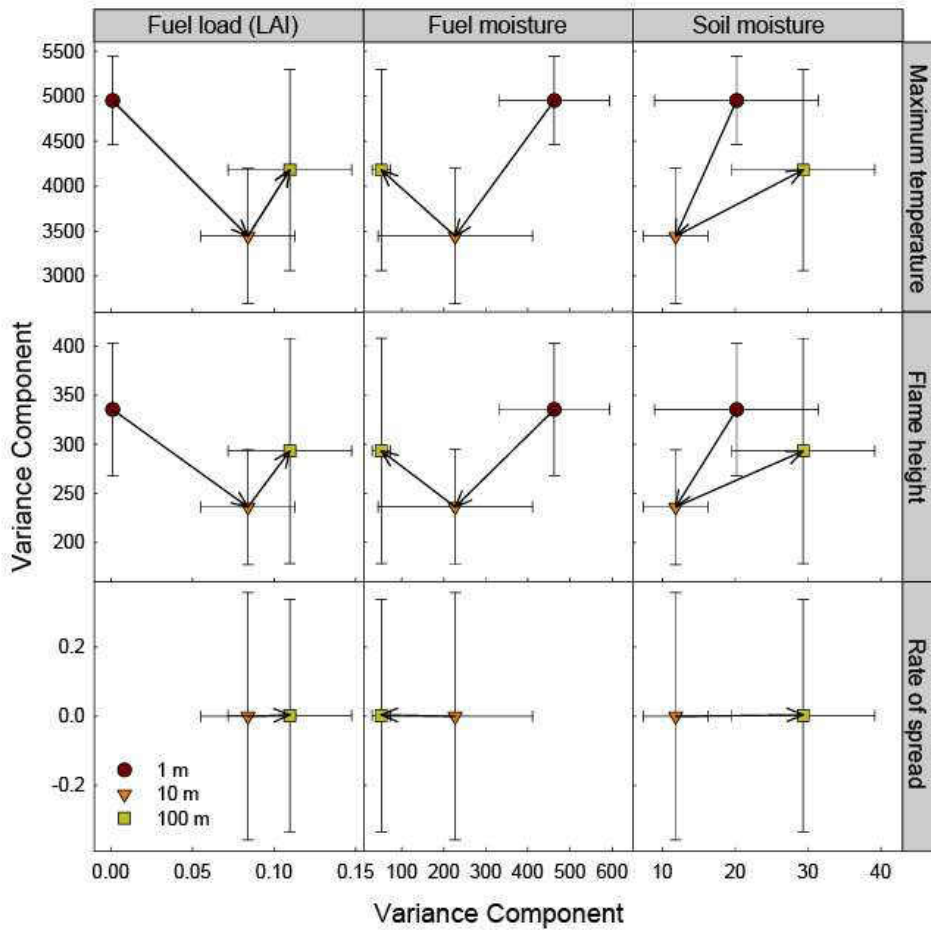 Fuel load (LAI) Fuel moisture Soil moisture
5500
5000
4500
4000
3500
3000
Maximum temperature
400
350
300
250
200
Flame height
Variance Component
0.2
0.0
-0.2
Rate of spread
1 m
10 m
100 m
0.00 0.05 0.10 0.15 100 200 300 400 500 600 10 20 30 40
Variance Component